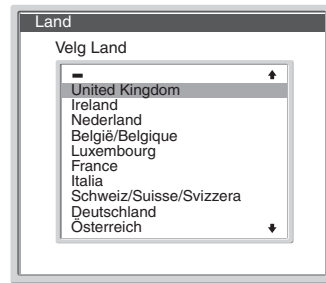 Land
Velg Land
–
United Kingdom
Ireland
Nederland
België/Belgique
Luxembourg
France
Italia
Schweiz/Suisse/Svizzera
Deutschland
Österreich